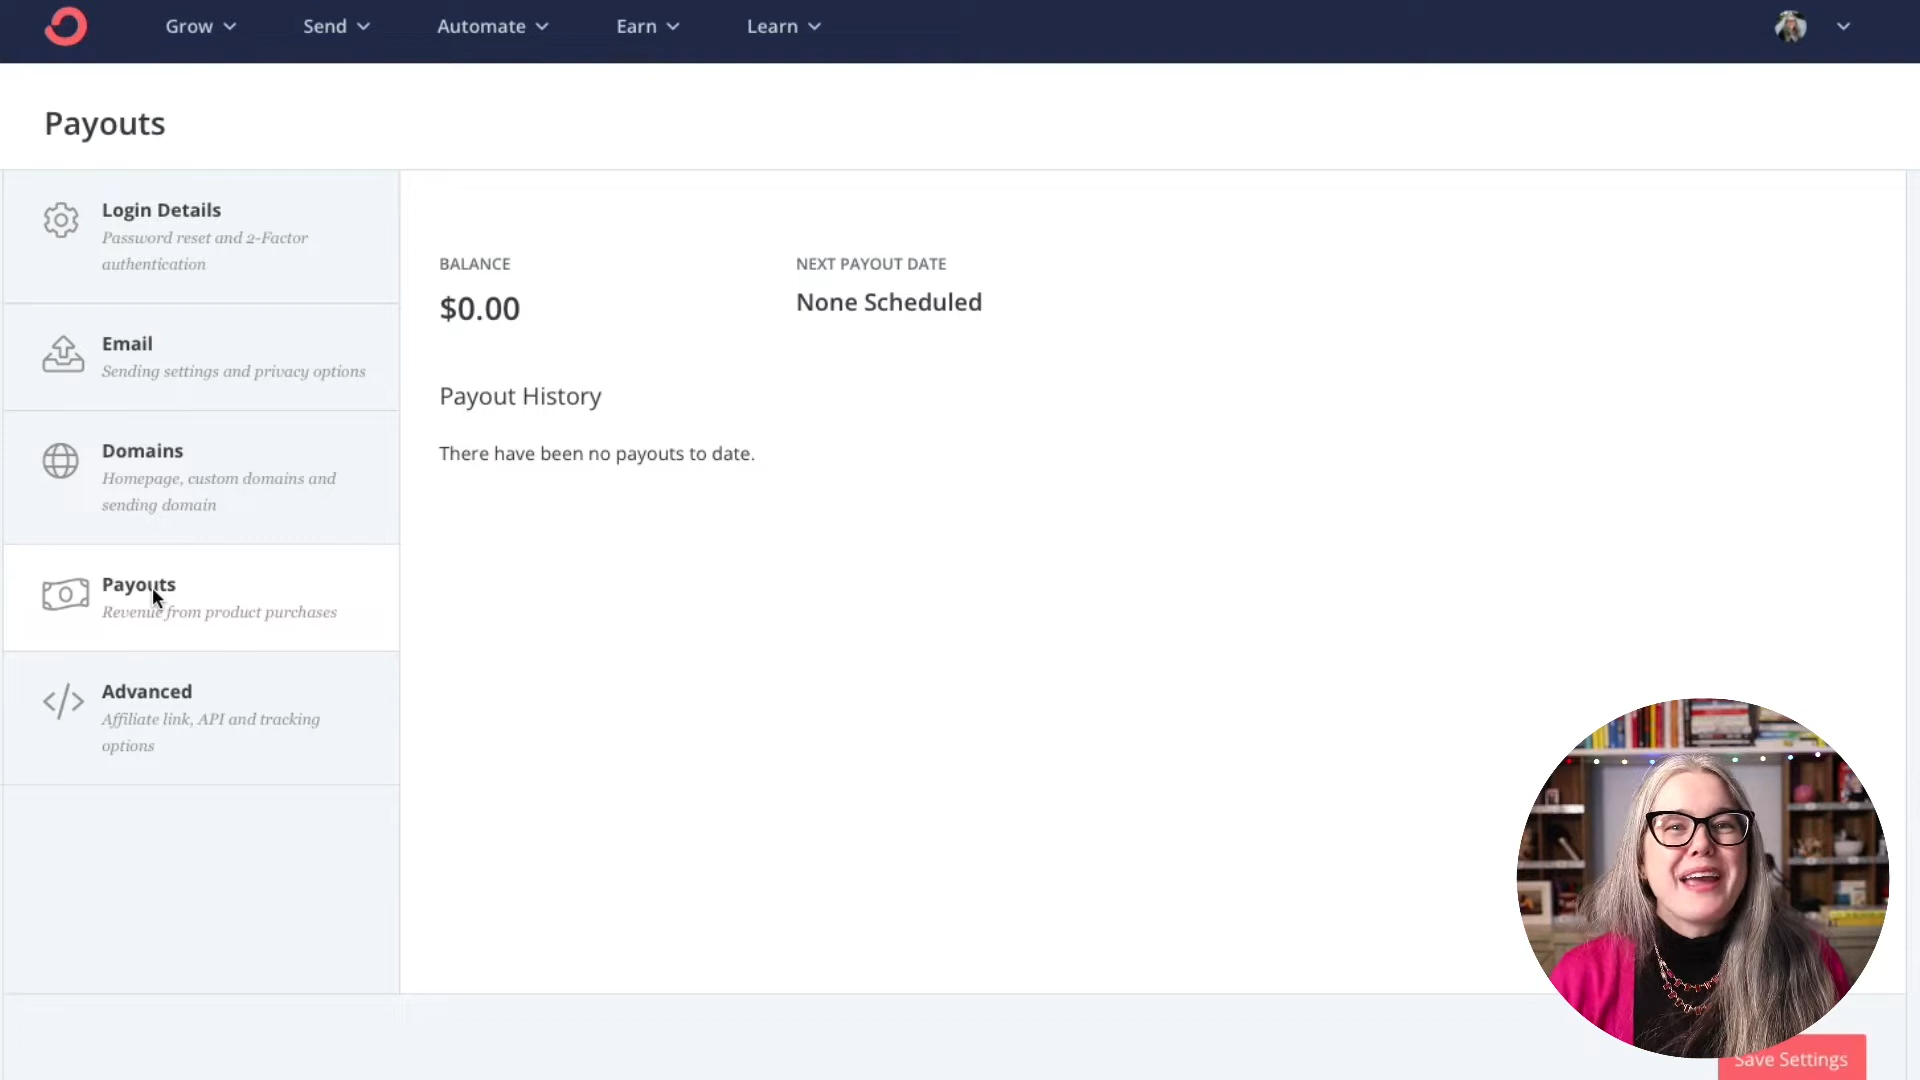 Grow
Send
Automate
Earn
Learn
Payouts
Login Details
Password reset and 2-Factor
authentication
Email
Sending settings and privacy options
Domains
Homepage, custom domains and
sending domain
Payouts
Revenue from product purchases
Advanced
Affiliate link, API and tracking
options
BALANCE
$0.00
NEXT PAYOUT DATE
None Scheduled
Payout History
There have been no payouts to date.
Save Settings